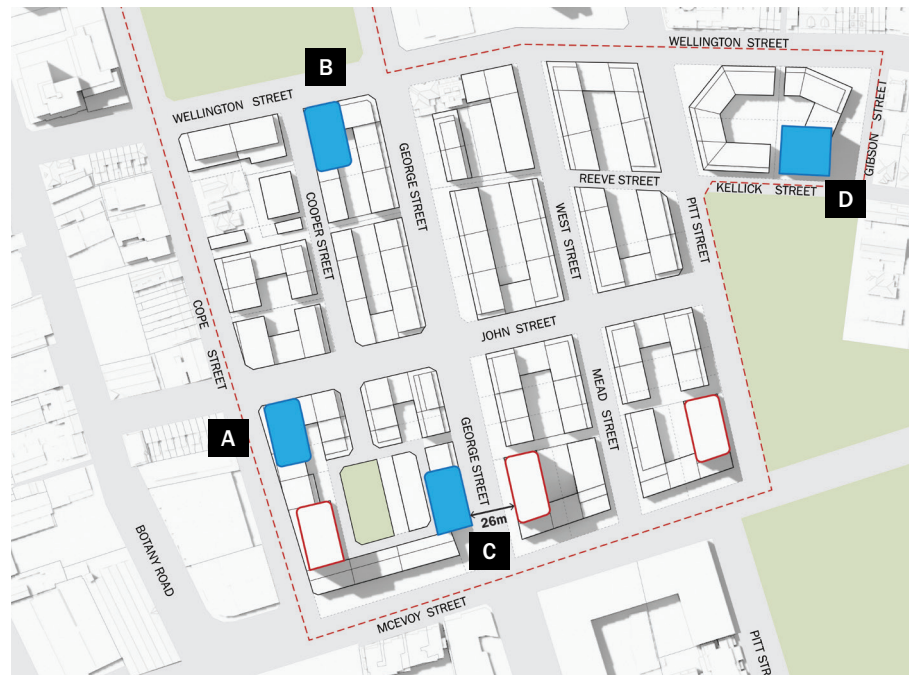 WELLINGTON STREET
B
WELLINGTON STREET
GIBSON STREET
GEORGE STREET
COOPER STREET
REEVE STREET
KELLICK STREET
D
PITT STREET
WEST STREET
COPE STREET
JOHN STREET
MEAD STREET
A
GEORGE STREET
26m
C
BOTANY ROAD
MCEVOY STREET
PITT STR